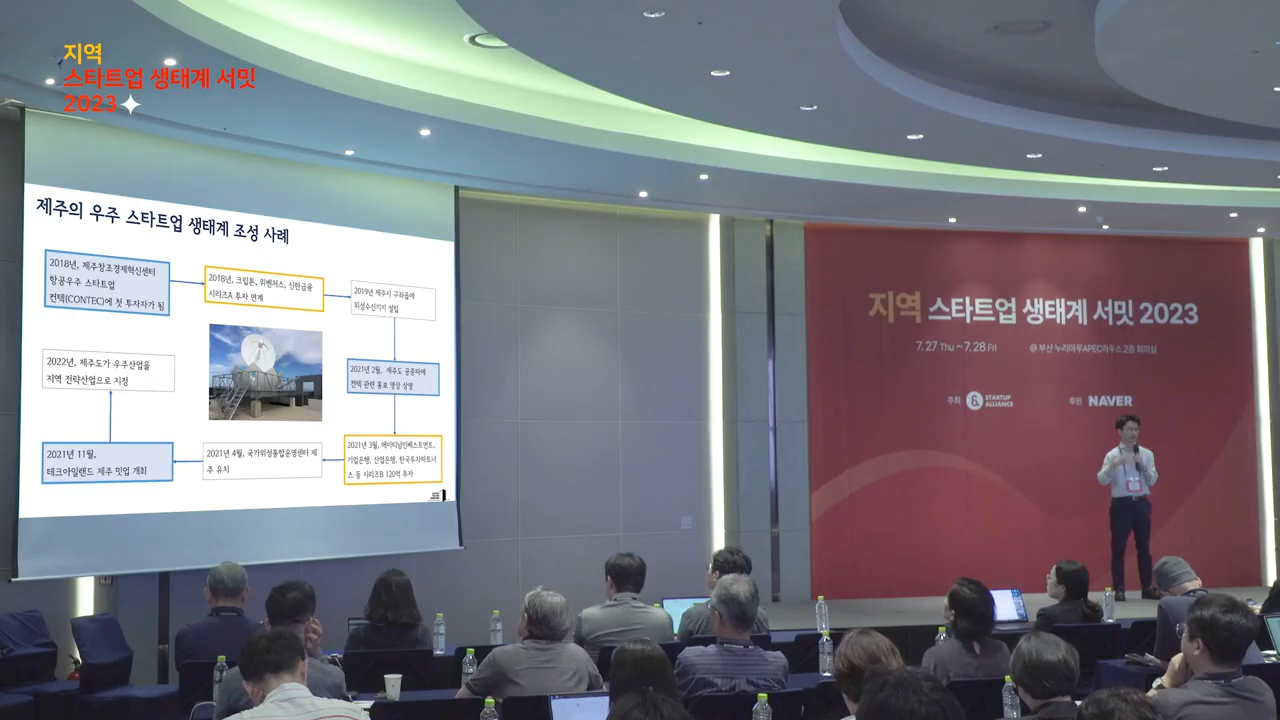 지역
스타트업 생태계 서밋
2023
제주의 우주 스타트업 생태계 조성 사례
2018년, 제주창조경제혁신센터
항공우주 스타트업
컨텍(CONTEC)에 첫 투자자가 됨
2018년, 크립톤, 위벤처스, 신한금융
시리즈A 투자 연계
2019년 제주시 구좌읍에
위성수신기지 설립
2021년 2월, 제주도 공중파에
컨텍 관련 홍보 영상 상영
2021년 3월, 에이티넘인베스트먼트,
기업은행, 산업은행, 한국투자파트너
스 등 시리즈B 120억 투자
2021년 4월, 국가위성통합운영센터 제
주 유치
2021년 11월,
테크아일랜드 제주 밋업 개최
2022년, 제주도가 우주산업을
지역 전략산업으로 지정
지역 스타트업 생태계 서밋 2023
7.27 Thu ~ 7.28 Fri @ 부산 누리마루APEC하우스 2층 회의실
주최 STARTUP
ALLIANCE
후원 NAVER